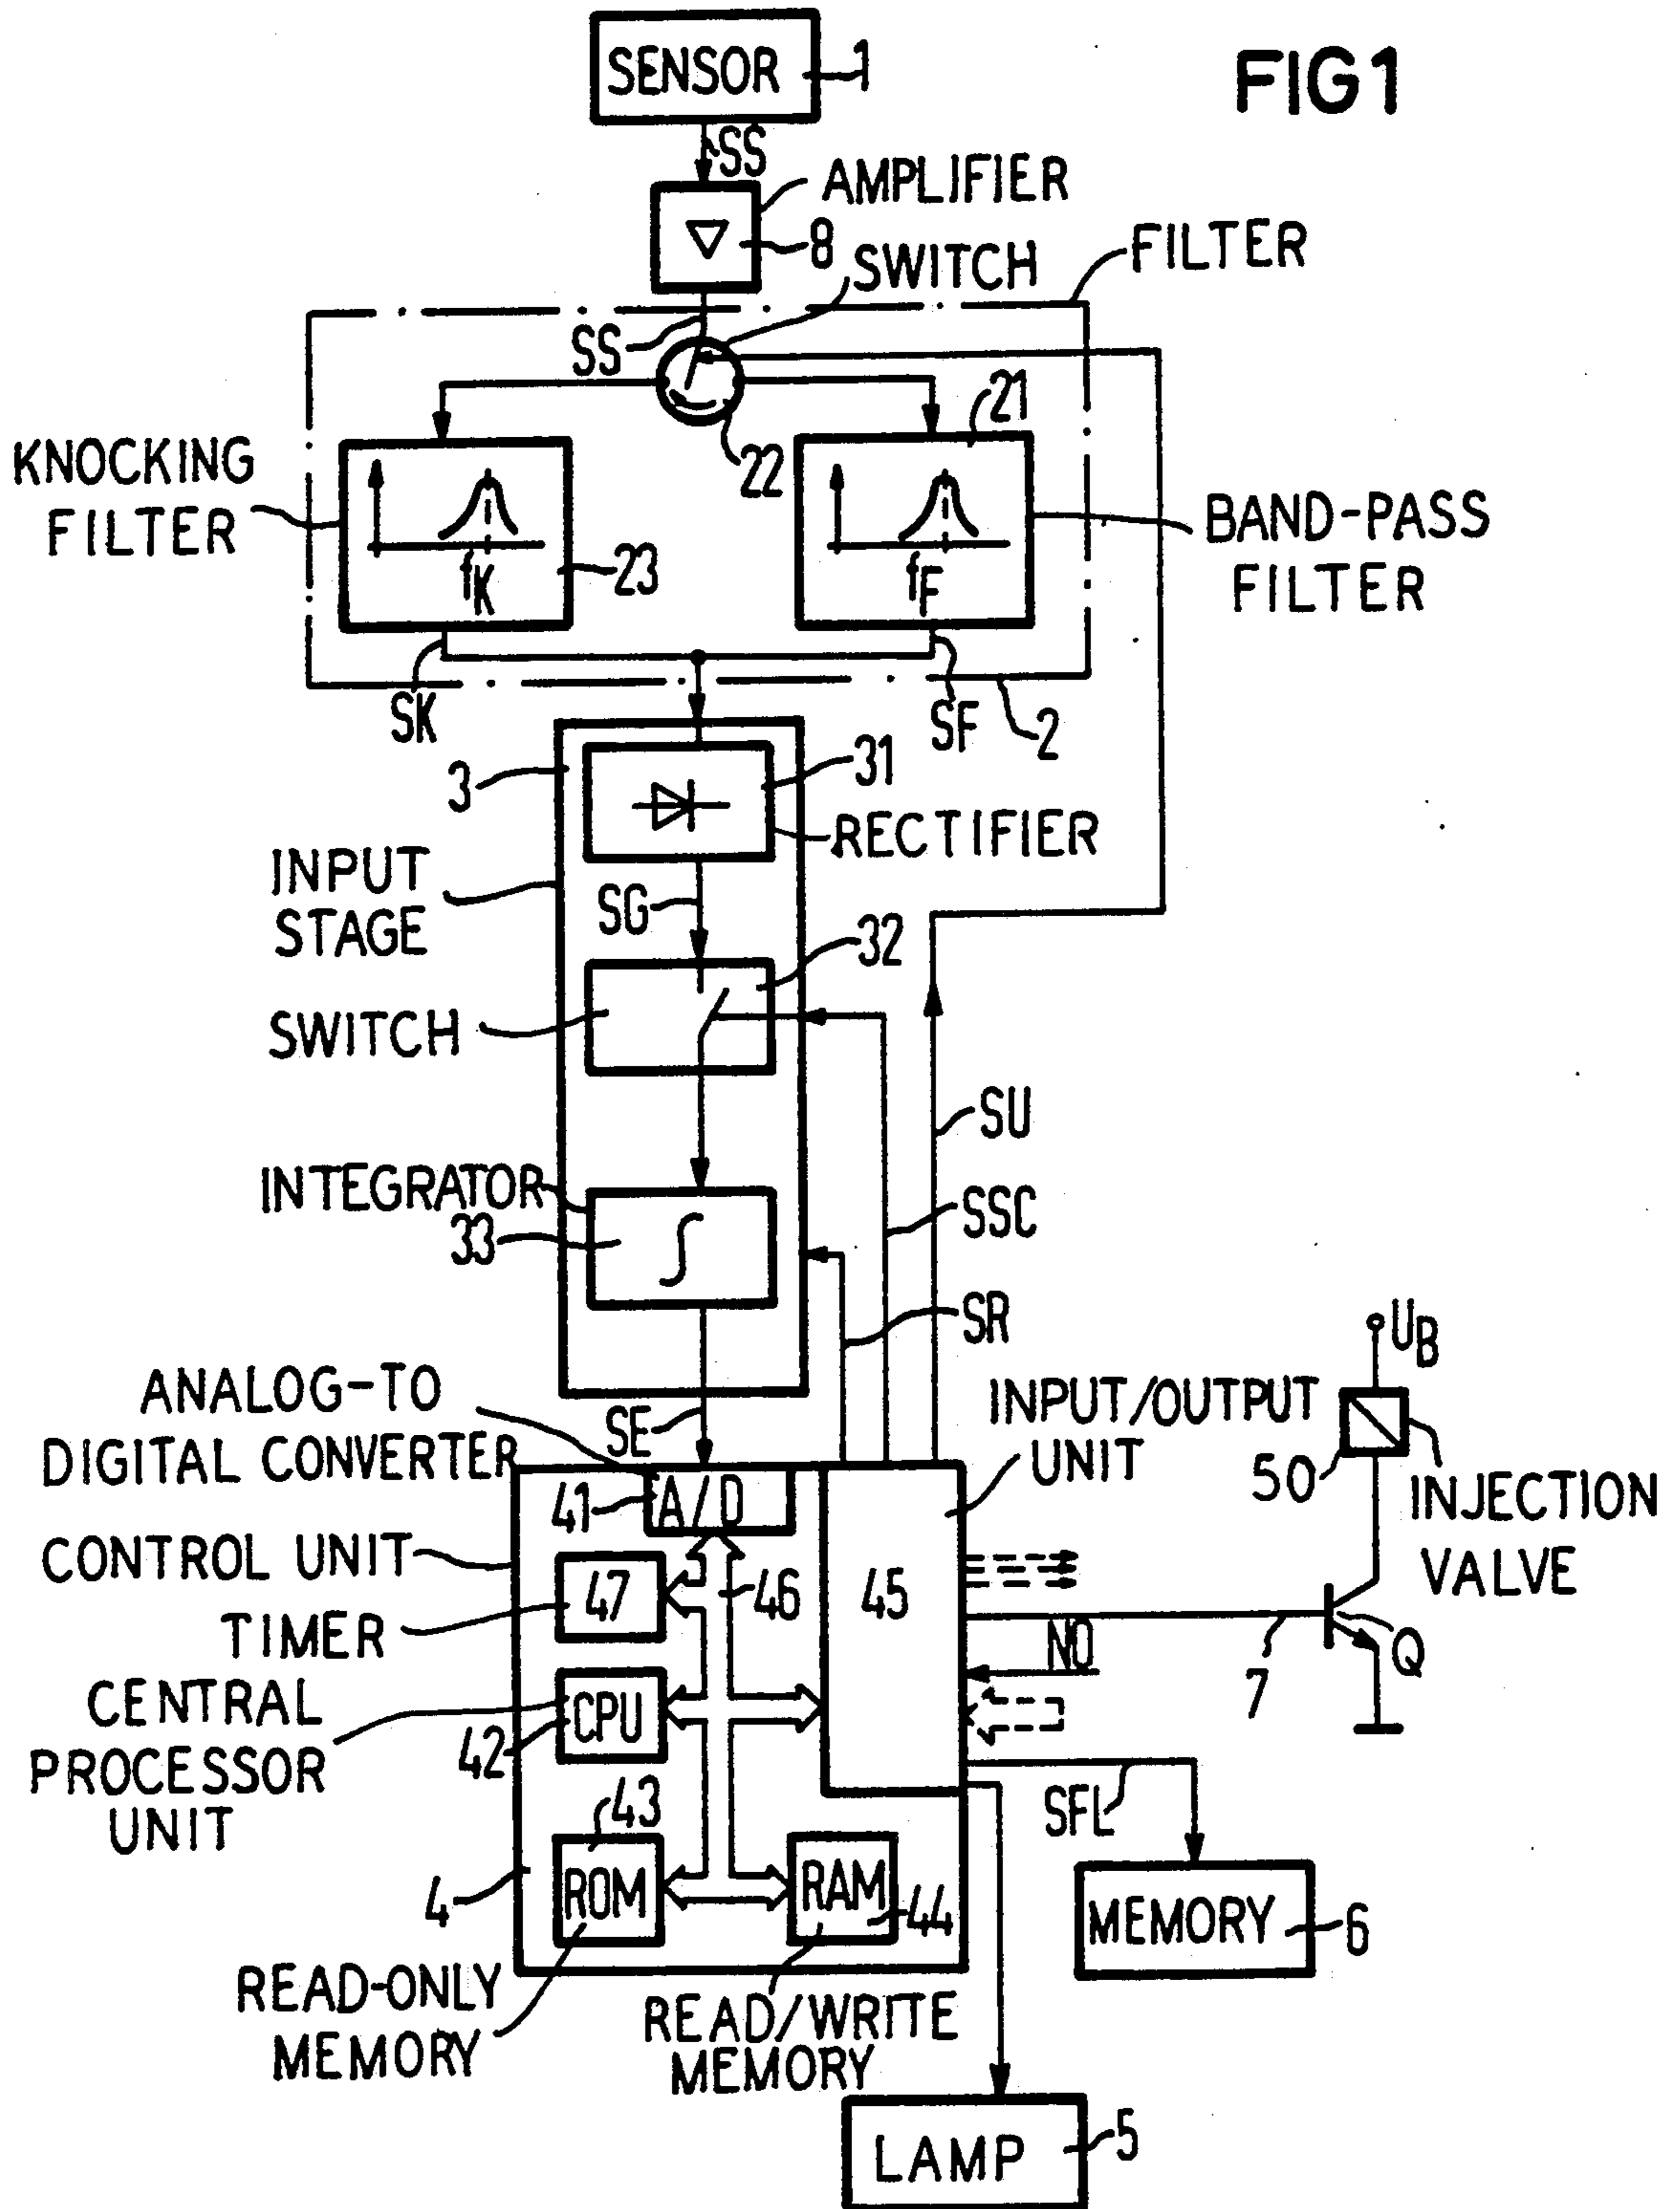 FIG1
SENSOR
1
SS
AMPLIFIER
8
SWITCH
FILTER
SS
21
22
KNOCKING
FILTER
BAND-PASS
FILTER
23
fK
fF
SK
SF
2
3
31
RECTIFIER
INPUT
STAGE
SG
32
SWITCH
SU
INTEGRATOR
33
SSC
SR
UB
ANALOG-TO
DIGITAL CONVERTER
SE
INPUT/OUTPUT
UNIT
50
INJECTION
VALVE
41
A/D
CONTROL UNIT
47
46
45
TIMER
NO
7
Q
CENTRAL
PROCESSOR
UNIT
42
CPU
43
SFL
4
ROM
RAM
44
MEMORY
6
READ-ONLY
MEMORY
READ/WRITE
MEMORY
LAMP
5